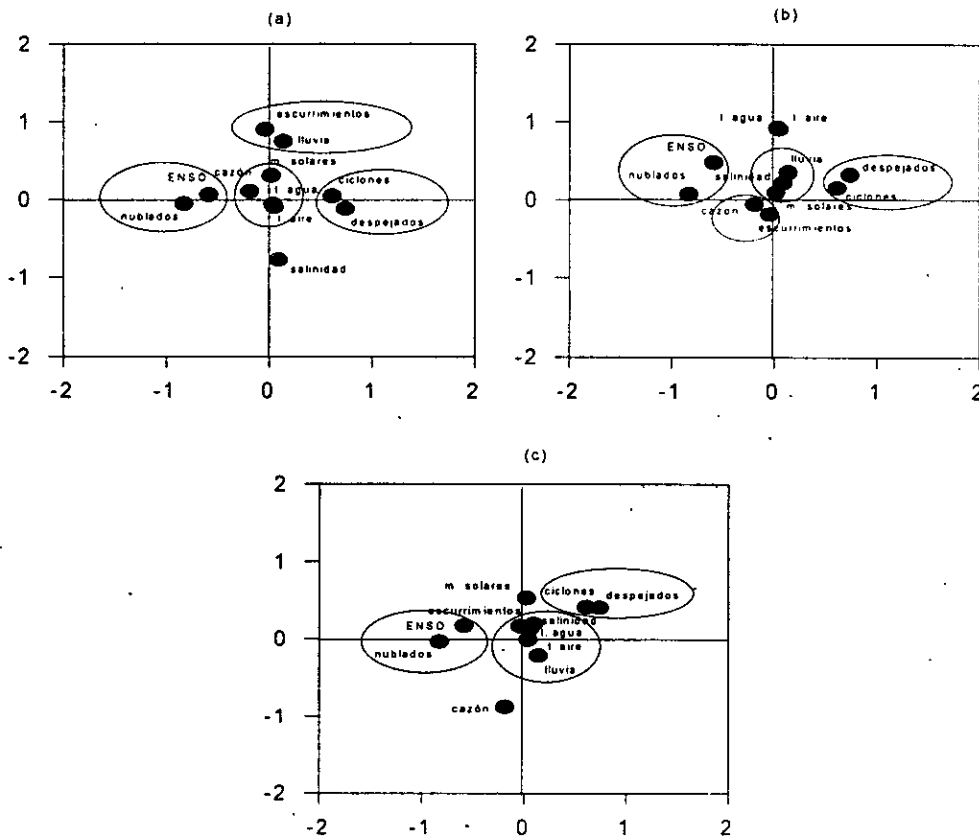 (a)
2
1
0
-1
-2
-2
-1
0
1
2
escurrimientos
lluvia
m solares
cazón
t agua
t aire
ENSO
nublados
ciclones
despejados
salinidad
(b)
2
1
0
-1
-2
-2
-1
0
1
2
t agua
t aire
ENSO
nublados
lluvia
salinidad
despejados
ciclones
m solares
cazon
escurrimientos
(c)
2
1
0
-1
-2
-2
-1
0
1
2
m solares
ciclones
despejados
escurrimientos
salinidad
ENSO
t. agua
nublados
t aire
lluvia
cazón